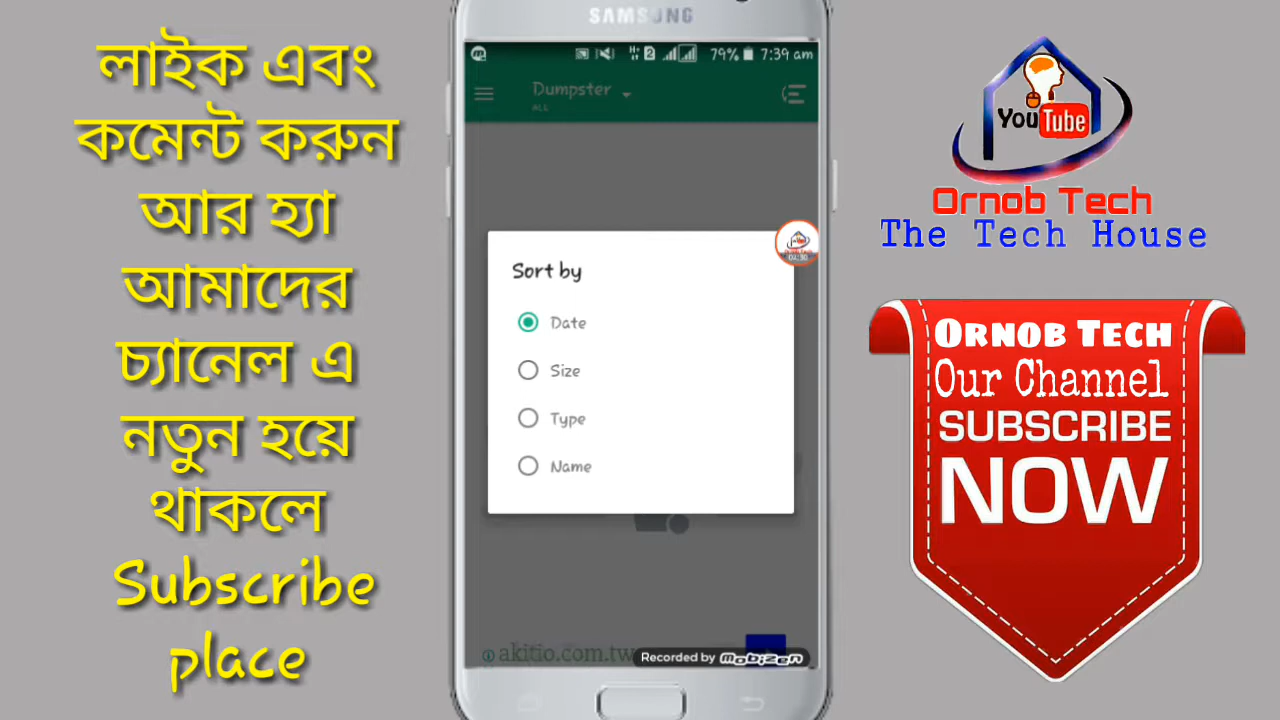 লাইক এবং
কমেন্ট করুন
আর হ্যা
আমাদের
চ্যানেল এ
নতুন হয়ে
থাকলে
Subscribe
place
SAMSUNG
79% 7:39 am
Dumpster
ALL
Sort by
Date
Size
Type
Name
akitio.com.tw
Recorded by Mobizen
YouTube
Ornob Tech
The Tech House
Ornob Tech
Our Channel
SUBSCRIBE
NOW